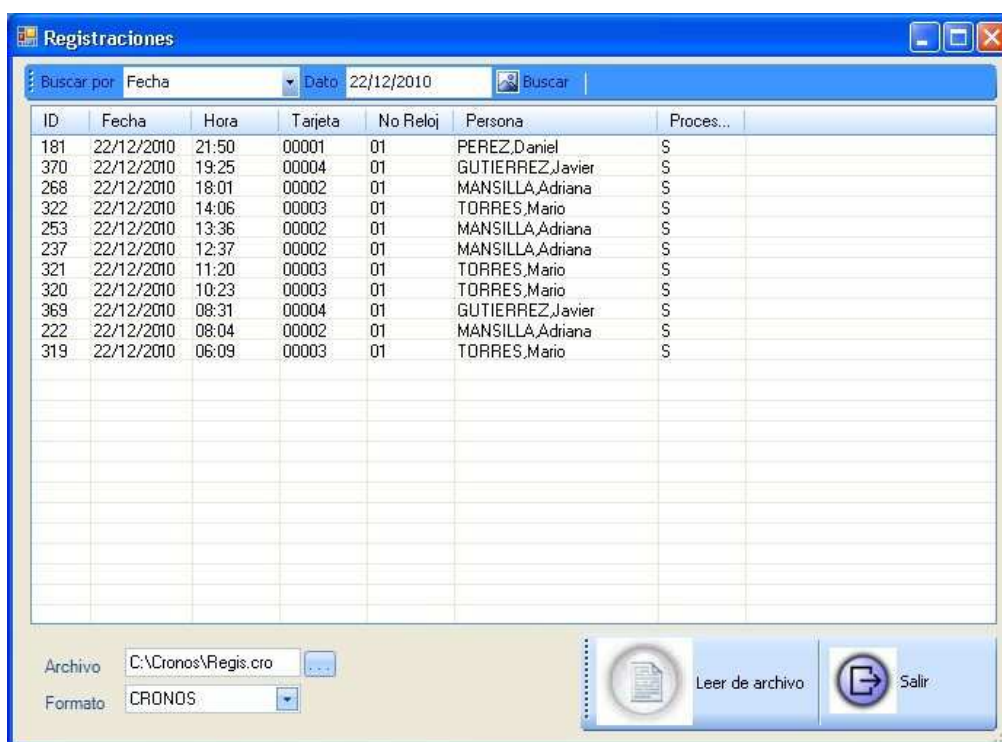 Registraciones
Buscar por Fecha Dato 22/12/2010 Buscar
ID Fecha Hora Tarjeta No Reloj Persona Proces...
181 22/12/2010 21:50 00001 01 PEREZ,Daniel S
370 22/12/2010 19:25 00004 01 GUTIERREZ,Javier S
268 22/12/2010 18:01 00002 01 MANSILLA,Adriana S
322 22/12/2010 14:06 00003 01 TORRES,Mario S
253 22/12/2010 13:36 00002 01 MANSILLA,Adriana S
237 22/12/2010 12:37 00002 01 MANSILLA,Adriana S
321 22/12/2010 11:20 00003 01 TORRES,Mario S
320 22/12/2010 10:23 00003 01 TORRES,Mario S
369 22/12/2010 08:31 00004 01 GUTIERREZ,Javier S
222 22/12/2010 08:04 00002 01 MANSILLA,Adriana S
319 22/12/2010 06:09 00003 01 TORRES,Mario S
Archivo C:\Cronos\Regis.cro ...
Formato CRONOS
Leer de archivo Salir